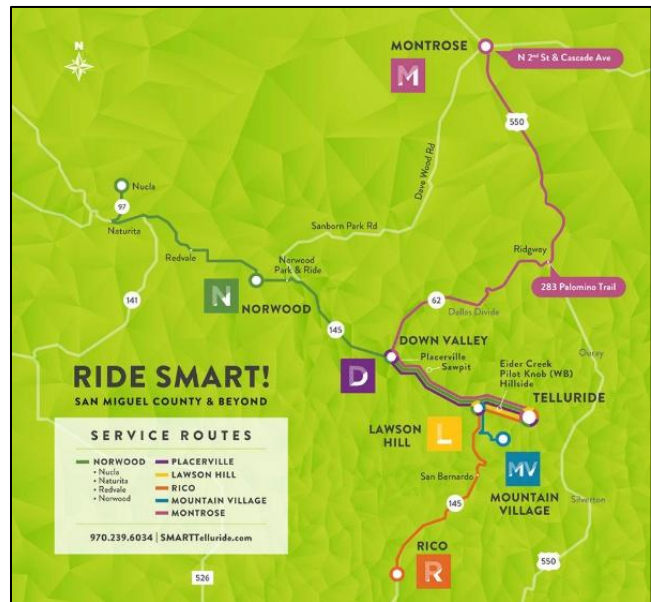 N
MONTROSE
M
N 2nd St & Cascade Ave
550
Dave Wood Rd
Nucla
97
Naturita
Redvale
Sanborn Park Rd
Norwood
Park & Ride
Ridgway
283 Palomino Trail
141
N
NORWOOD
62
Dallas Divide
145
DOWN VALLEY
Placerville
Sawpit
D
Ouray
Eider Creek
Pilot Knob (WB)
Hillside
TELLURIDE
LAWSON
HILL
L
MV
MOUNTAIN
VILLAGE
San Bernardo
145
Silverton
RICO
R
550
526
RIDE SMART!
SAN MIGUEL COUNTY & BEYOND
SERVICE ROUTES
NORWOOD
• Nucla
• Naturita
• Redvale
• Norwood
PLACERVILLE
LAWSON HILL
RICO
MOUNTAIN VILLAGE
MONTROSE
970.239.6034 | SMARTTelluride.com